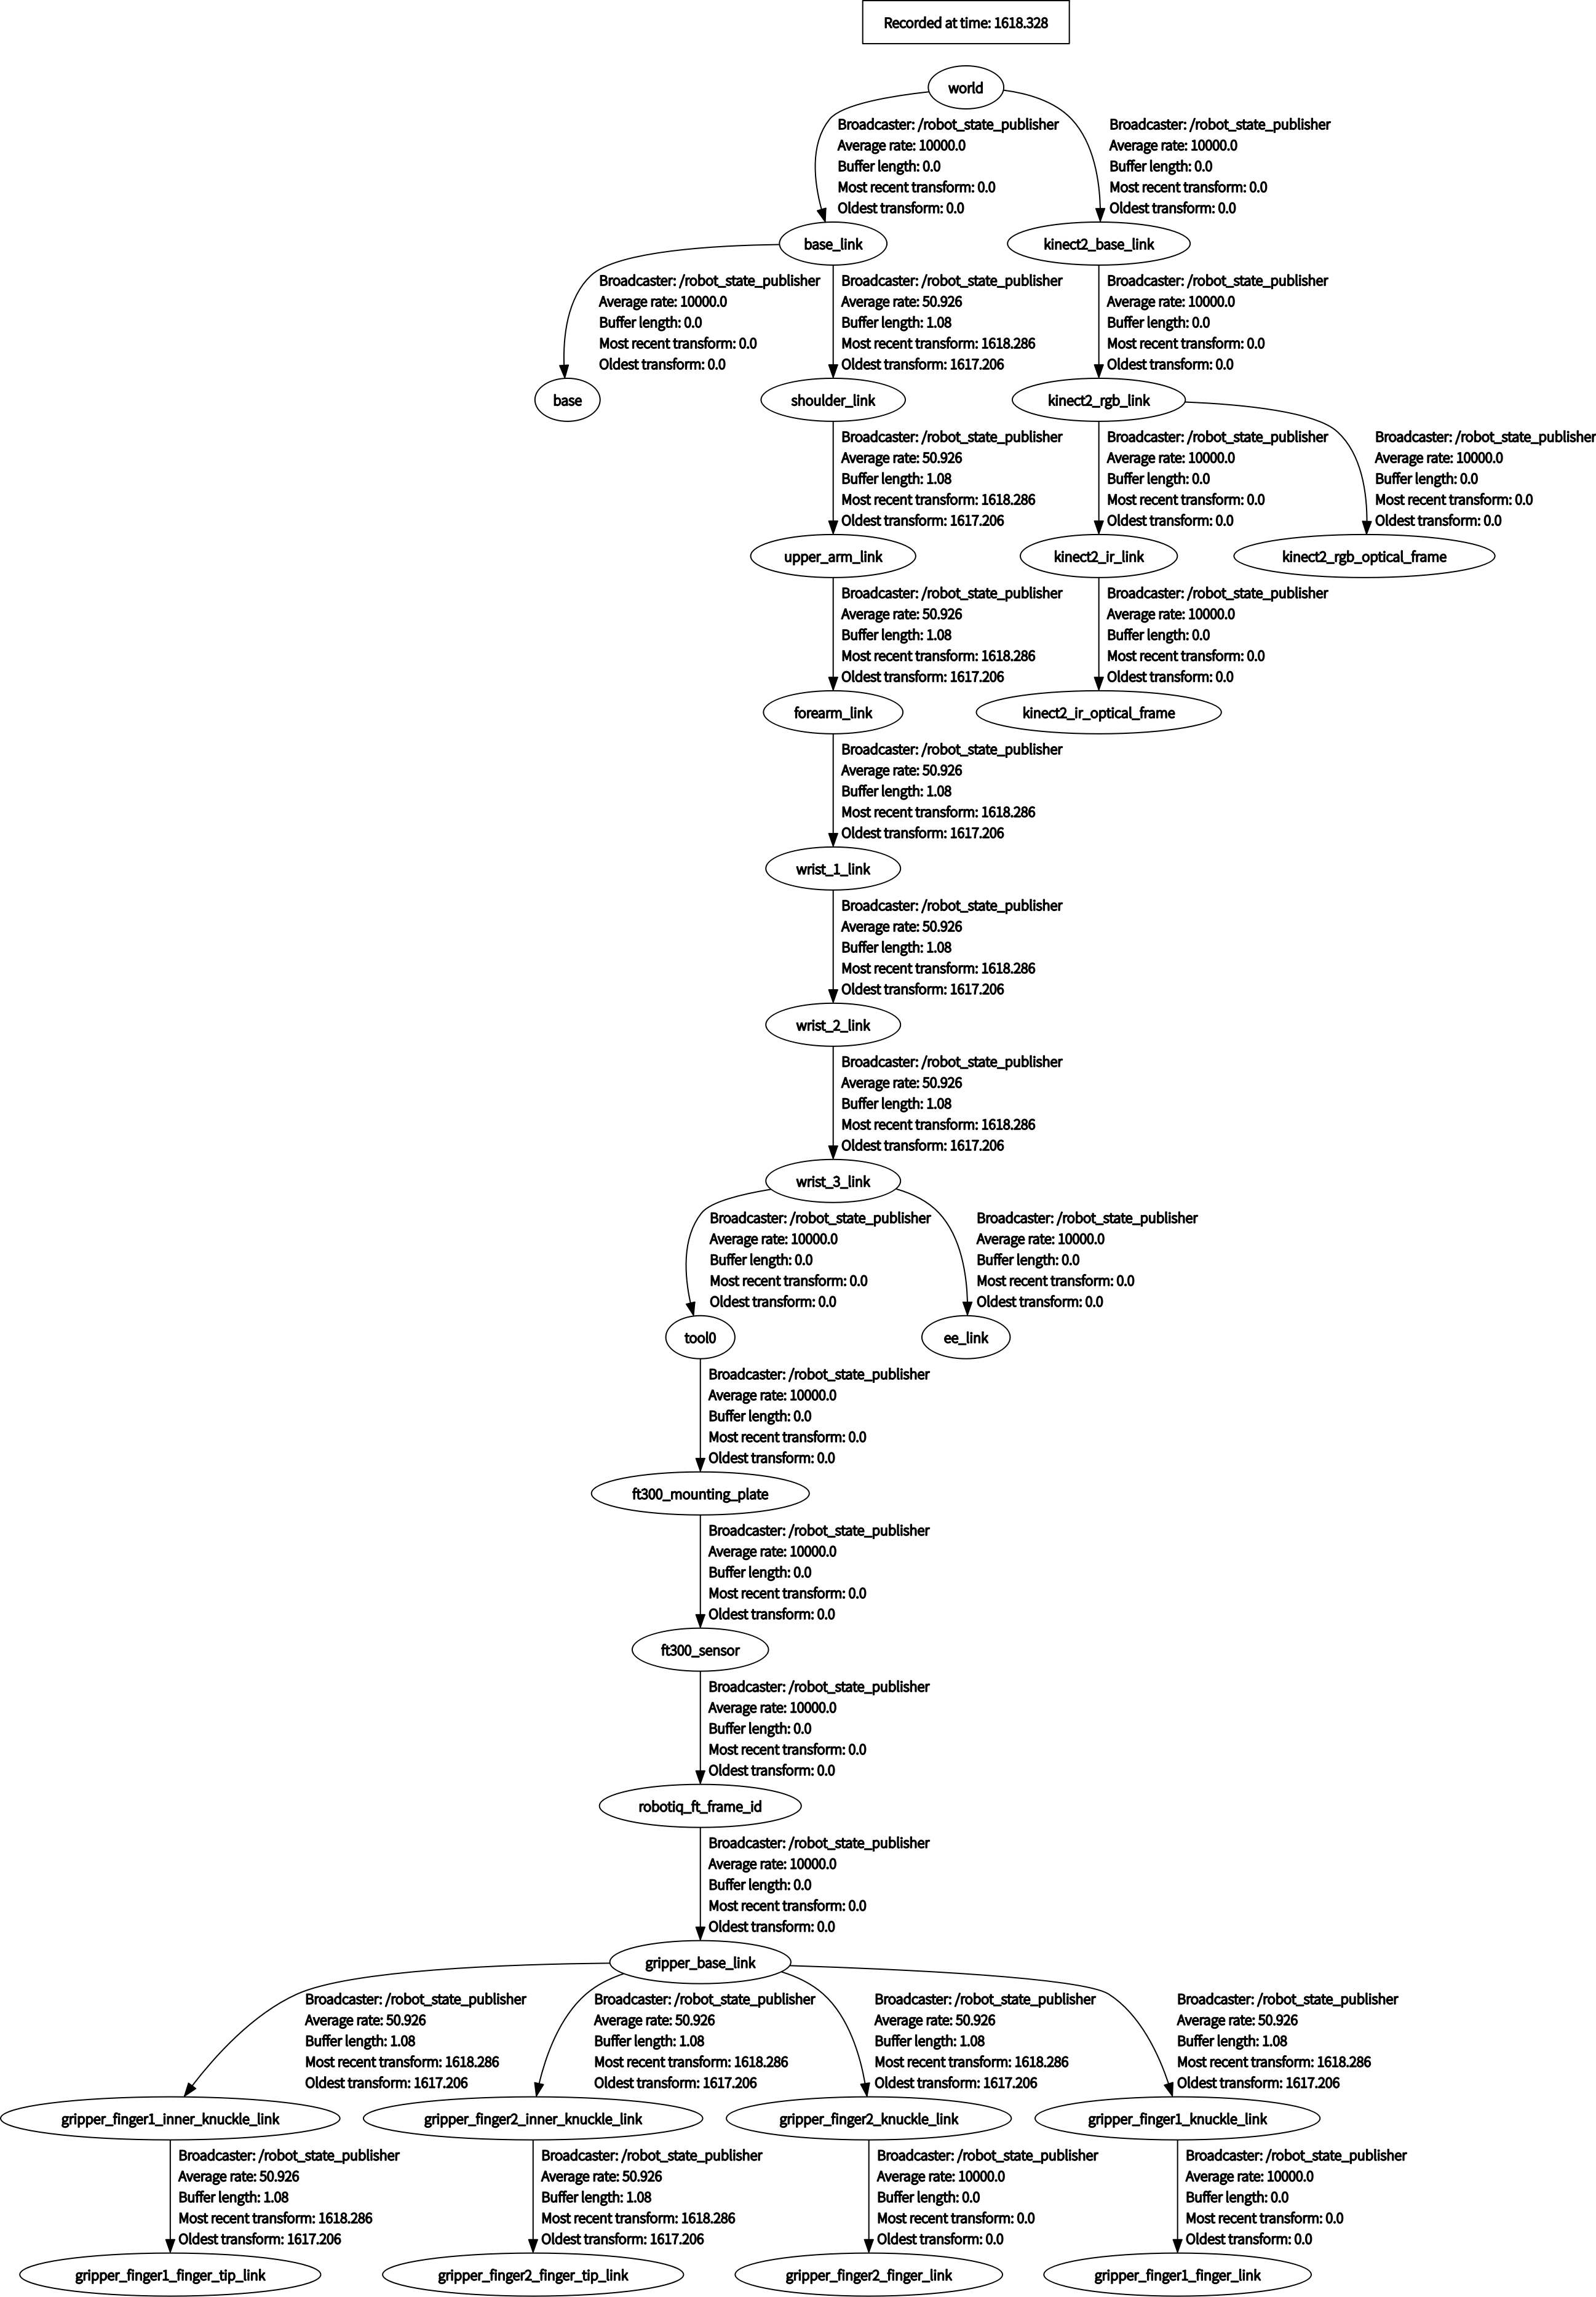 Recorded at time: 1618.328
world
Broadcaster: /robot_state_publisher
Average rate: 10000.0
Buffer length: 0.0
Most recent transform: 0.0
Oldest transform: 0.0
Broadcaster: /robot_state_publisher
Average rate: 10000.0
Buffer length: 0.0
Most recent transform: 0.0
Oldest transform: 0.0
base_link
kinect2_base_link
Broadcaster: /robot_state_publisher
Average rate: 10000.0
Buffer length: 0.0
Most recent transform: 0.0
Oldest transform: 0.0
Broadcaster: /robot_state_publisher
Average rate: 50.926
Buffer length: 1.08
Most recent transform: 1618.286
Oldest transform: 1617.206
Broadcaster: /robot_state_publisher
Average rate: 10000.0
Buffer length: 0.0
Most recent transform: 0.0
Oldest transform: 0.0
base
shoulder_link
kinect2_rgb_link
Broadcaster: /robot_state_publisher
Average rate: 50.926
Buffer length: 1.08
Most recent transform: 1618.286
Oldest transform: 1617.206
Broadcaster: /robot_state_publisher
Average rate: 10000.0
Buffer length: 0.0
Most recent transform: 0.0
Oldest transform: 0.0
Broadcaster: /robot_state_publisher
Average rate: 10000.0
Buffer length: 0.0
Most recent transform: 0.0
Oldest transform: 0.0
upper_arm_link
kinect2_ir_link
kinect2_rgb_optical_frame
Broadcaster: /robot_state_publisher
Average rate: 50.926
Buffer length: 1.08
Most recent transform: 1618.286
Oldest transform: 1617.206
Broadcaster: /robot_state_publisher
Average rate: 10000.0
Buffer length: 0.0
Most recent transform: 0.0
Oldest transform: 0.0
forearm_link
kinect2_ir_optical_frame
Broadcaster: /robot_state_publisher
Average rate: 50.926
Buffer length: 1.08
Most recent transform: 1618.286
Oldest transform: 1617.206
wrist_1_link
Broadcaster: /robot_state_publisher
Average rate: 50.926
Buffer length: 1.08
Most recent transform: 1618.286
Oldest transform: 1617.206
wrist_2_link
Broadcaster: /robot_state_publisher
Average rate: 50.926
Buffer length: 1.08
Most recent transform: 1618.286
Oldest transform: 1617.206
wrist_3_link
Broadcaster: /robot_state_publisher
Average rate: 10000.0
Buffer length: 0.0
Most recent transform: 0.0
Oldest transform: 0.0
Broadcaster: /robot_state_publisher
Average rate: 10000.0
Buffer length: 0.0
Most recent transform: 0.0
Oldest transform: 0.0
tool0
ee_link
Broadcaster: /robot_state_publisher
Average rate: 10000.0
Buffer length: 0.0
Most recent transform: 0.0
Oldest transform: 0.0
ft300_mounting_plate
Broadcaster: /robot_state_publisher
Average rate: 10000.0
Buffer length: 0.0
Most recent transform: 0.0
Oldest transform: 0.0
ft300_sensor
Broadcaster: /robot_state_publisher
Average rate: 10000.0
Buffer length: 0.0
Most recent transform: 0.0
Oldest transform: 0.0
robotiq_ft_frame_id
Broadcaster: /robot_state_publisher
Average rate: 10000.0
Buffer length: 0.0
Most recent transform: 0.0
Oldest transform: 0.0
gripper_base_link
Broadcaster: /robot_state_publisher
Average rate: 50.926
Buffer length: 1.08
Most recent transform: 1618.286
Oldest transform: 1617.206
Broadcaster: /robot_state_publisher
Average rate: 50.926
Buffer length: 1.08
Most recent transform: 1618.286
Oldest transform: 1617.206
Broadcaster: /robot_state_publisher
Average rate: 50.926
Buffer length: 1.08
Most recent transform: 1618.286
Oldest transform: 1617.206
Broadcaster: /robot_state_publisher
Average rate: 50.926
Buffer length: 1.08
Most recent transform: 1618.286
Oldest transform: 1617.206
gripper_finger1_inner_knuckle_link
gripper_finger2_inner_knuckle_link
gripper_finger2_knuckle_link
gripper_finger1_knuckle_link
Broadcaster: /robot_state_publisher
Average rate: 50.926
Buffer length: 1.08
Most recent transform: 1618.286
Oldest transform: 1617.206
Broadcaster: /robot_state_publisher
Average rate: 50.926
Buffer length: 1.08
Most recent transform: 1618.286
Oldest transform: 1617.206
Broadcaster: /robot_state_publisher
Average rate: 10000.0
Buffer length: 0.0
Most recent transform: 0.0
Oldest transform: 0.0
Broadcaster: /robot_state_publisher
Average rate: 10000.0
Buffer length: 0.0
Most recent transform: 0.0
Oldest transform: 0.0
gripper_finger1_finger_tip_link
gripper_finger2_finger_tip_link
gripper_finger2_finger_link
gripper_finger1_finger_link